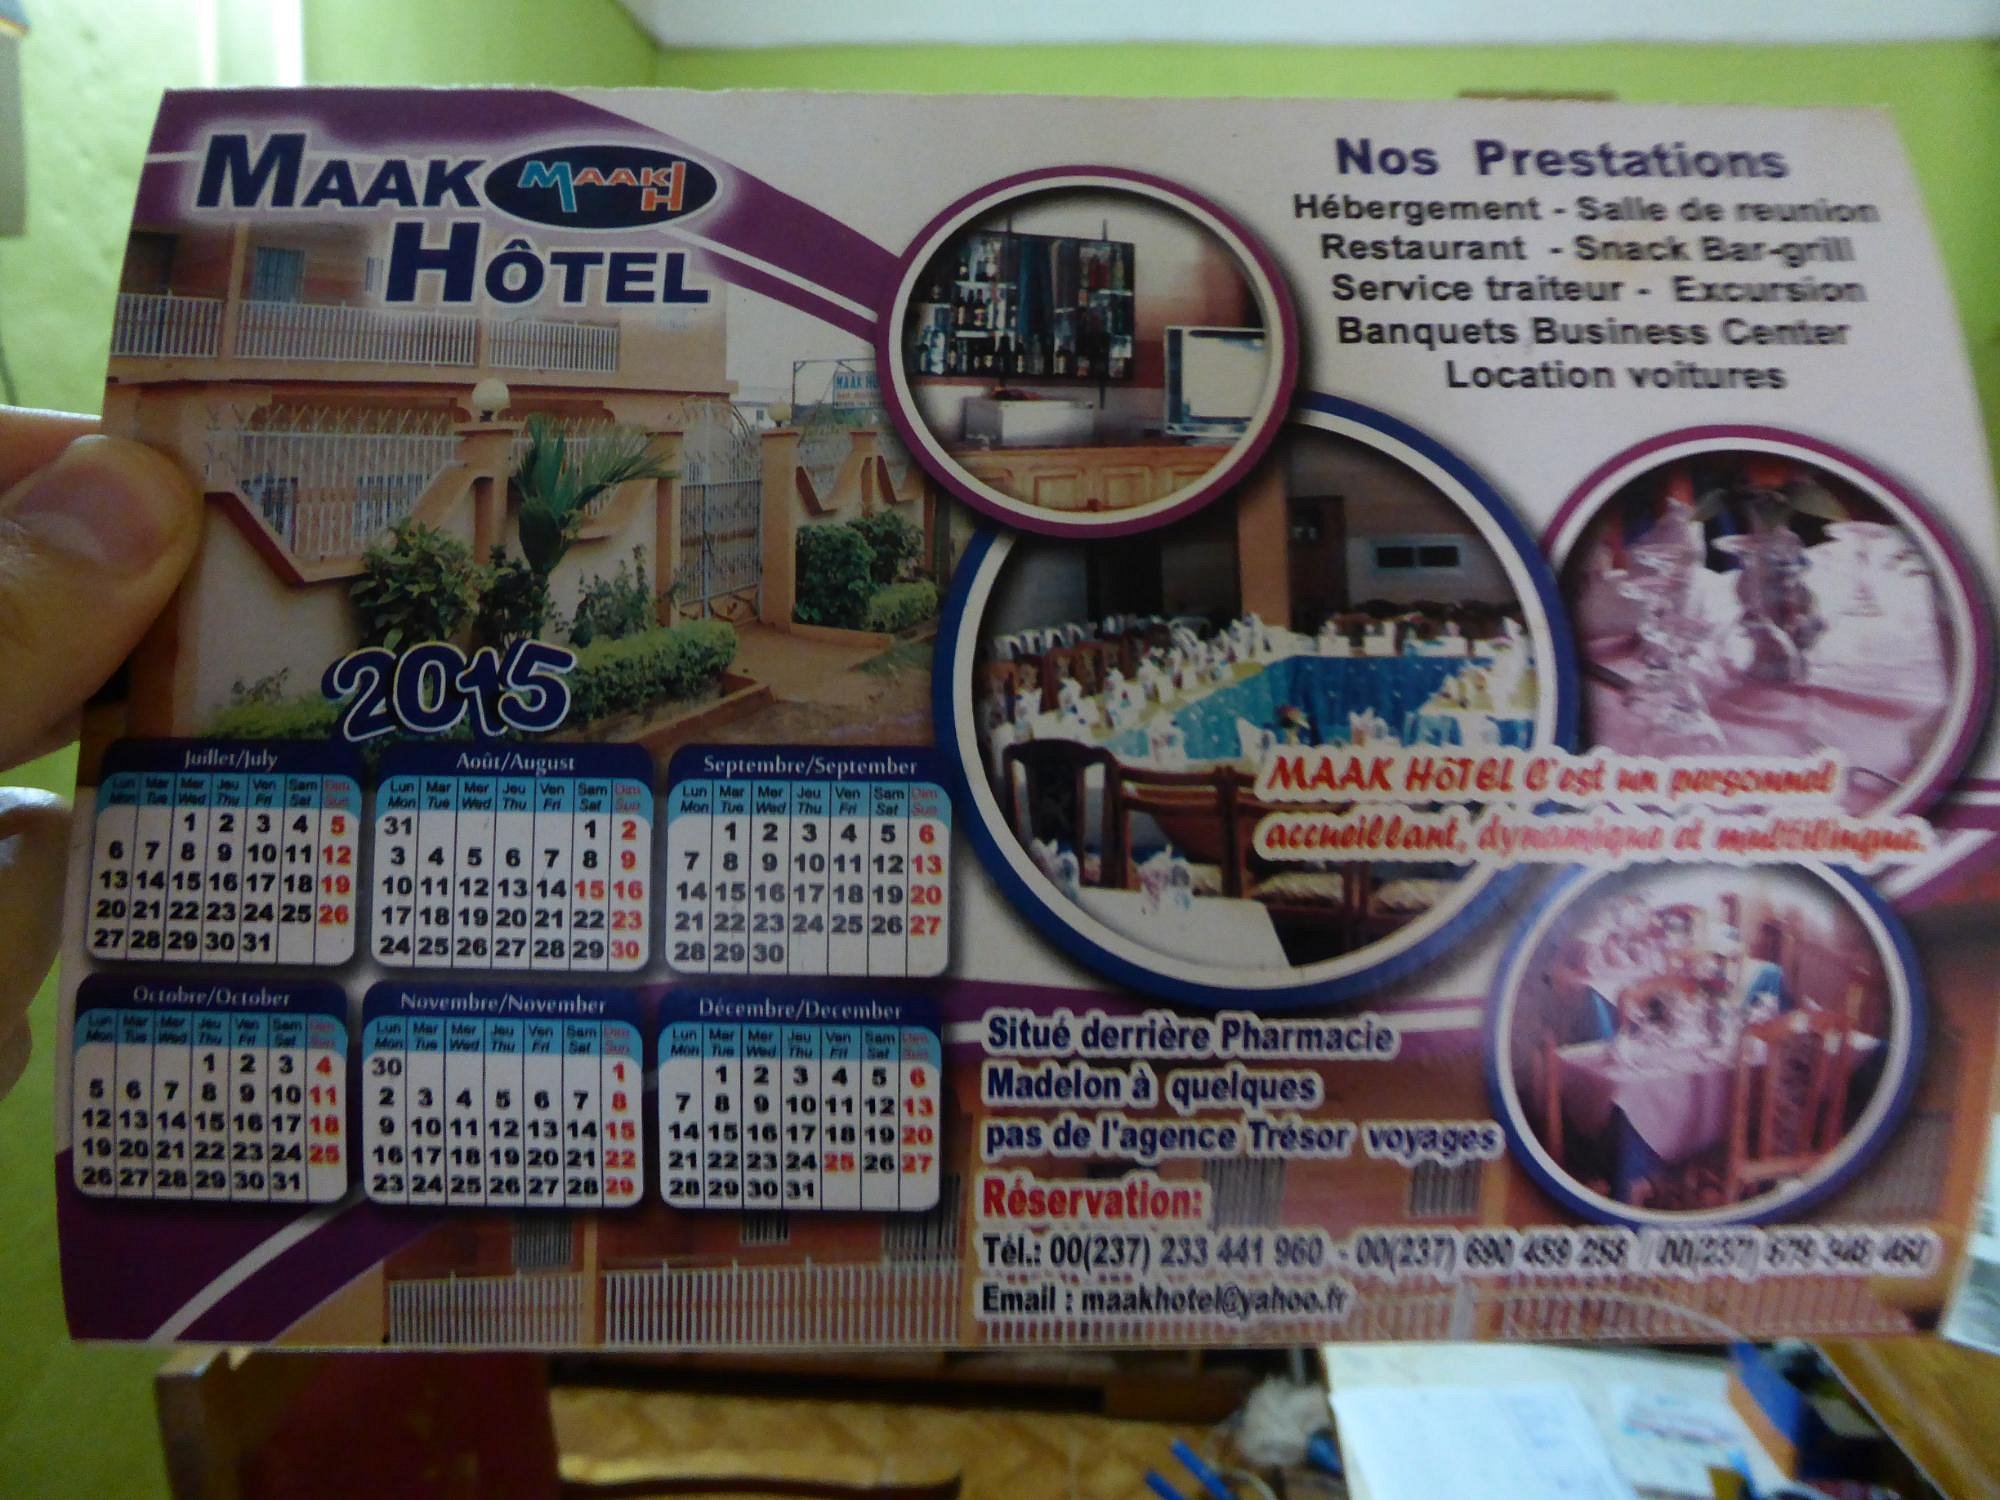 MAAK MAAK H
HÔTEL
MAAK HO
2015
Nos Prestations
Hébergement - Salle de reunion
Restaurant - Snack Bar-grill
Service traiteur - Excursion
Banquets Business Center
Location voitures
MAAK HôTEL C'est un personnel
accueillant, dynamique et multilingue.
Juillet/July
Lun Mar Mer Jeu Ven Sam Dim
Mon Tue Wed Thu Fri Sat Sun
1 2 3 4 5
6 7 8 9 10 11 12
13 14 15 16 17 18 19
20 21 22 23 24 25 26
27 28 29 30 31
Août/August
Lun Mar Mer Jeu Ven Sam Dim
Mon Tue Wed Thu Fri Sat Sun
31 1 2
3 4 5 6 7 8 9
10 11 12 13 14 15 16
17 18 19 20 21 22 23
24 25 26 27 28 29 30
Septembre/September
Lun Mar Mer Jeu Ven Sam Dim
Mon Tue Wed Thu Fri Sat Sun
1 2 3 4 5 6
7 8 9 10 11 12 13
14 15 16 17 18 19 20
21 22 23 24 25 26 27
28 29 30
Octobre/October
Lun Mar Mer Jeu Ven Sam Dim
Mon Tue Wed Thu Fri Sat Sun
1 2 3 4
5 6 7 8 9 10 11
12 13 14 15 16 17 18
19 20 21 22 23 24 25
26 27 28 29 30 31
Novembre/November
Lun Mar Mer Jeu Ven Sam Dim
Mon Tue Wed Thu Fri Sat Sun
30 1
2 3 4 5 6 7 8
9 10 11 12 13 14 15
16 17 18 19 20 21 22
23 24 25 26 27 28 29
Décembre/December
Lun Mar Mer Jeu Ven Sam Dim
Mon Tue Wed Thu Fri Sat Sun
1 2 3 4 5 6
7 8 9 10 11 12 13
14 15 16 17 18 19 20
21 22 23 24 25 26 27
28 29 30 31
Situé derrière Pharmacie
Madelon à quelques
pas de l'agence Trésor voyages
Réservation:
Tél.: 00(237) 233 441 960 - 00(237) 690 459 258 / 00(237)
Email : maakhotel@yahoo.fr